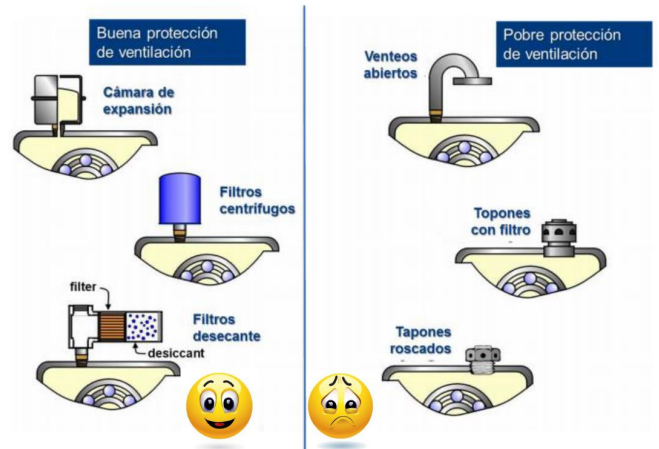 Buena protección
de ventilación
Câmara de
expansión
Filtros
centrífugos
filter
Filtros
desecante
desiccant
Pobre protección
de ventilación
Venteos
abiertos
Topones
con filtro
Tapones
roscados